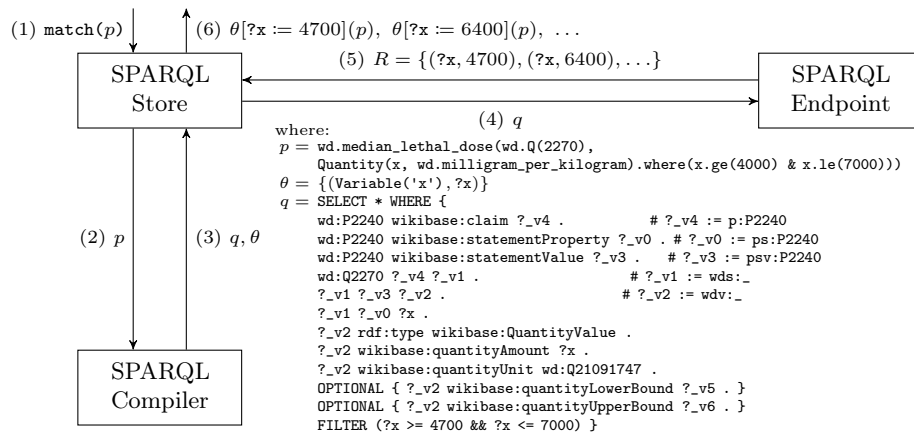 (1) match(p)
(6) θ[?x := 4700](p), θ[?x := 6400](p), ...
SPARQL
Store
(5) R = {(?x, 4700), (?x, 6400), ...}
SPARQL
Endpoint
(4) q
(2) p
(3) q, θ
SPARQL
Compiler
where:
p = wd.median_lethal_dose(wd.Q(2270),
Quantity(x, wd.milligram_per_kilogram).where(x.ge(4000) & x.le(7000)))
θ = {(Variable('x'), ?x)}
q = SELECT * WHERE {
wd:P2240 wikibase:claim ?_v4 . # ?_v4 := p:P2240
wd:P2240 wikibase:statementProperty ?_v0 . # ?_v0 := ps:P2240
wd:P2240 wikibase:statementValue ?_v3 . # ?_v3 := psv:P2240
wd:Q2270 ?_v4 ?_v1 . # ?_v1 := wds:_
?_v1 ?_v3 ?_v2 . # ?_v2 := wdv:_
?_v1 ?_v0 ?x .
?_v2 rdf:type wikibase:QuantityValue .
?_v2 wikibase:quantityAmount ?x .
?_v2 wikibase:quantityUnit wd:Q21091747 .
OPTIONAL { ?_v2 wikibase:quantityLowerBound ?_v5 . }
OPTIONAL { ?_v2 wikibase:quantityUpperBound ?_v6 . }
FILTER (?x >= 4700 && ?x <= 7000) }